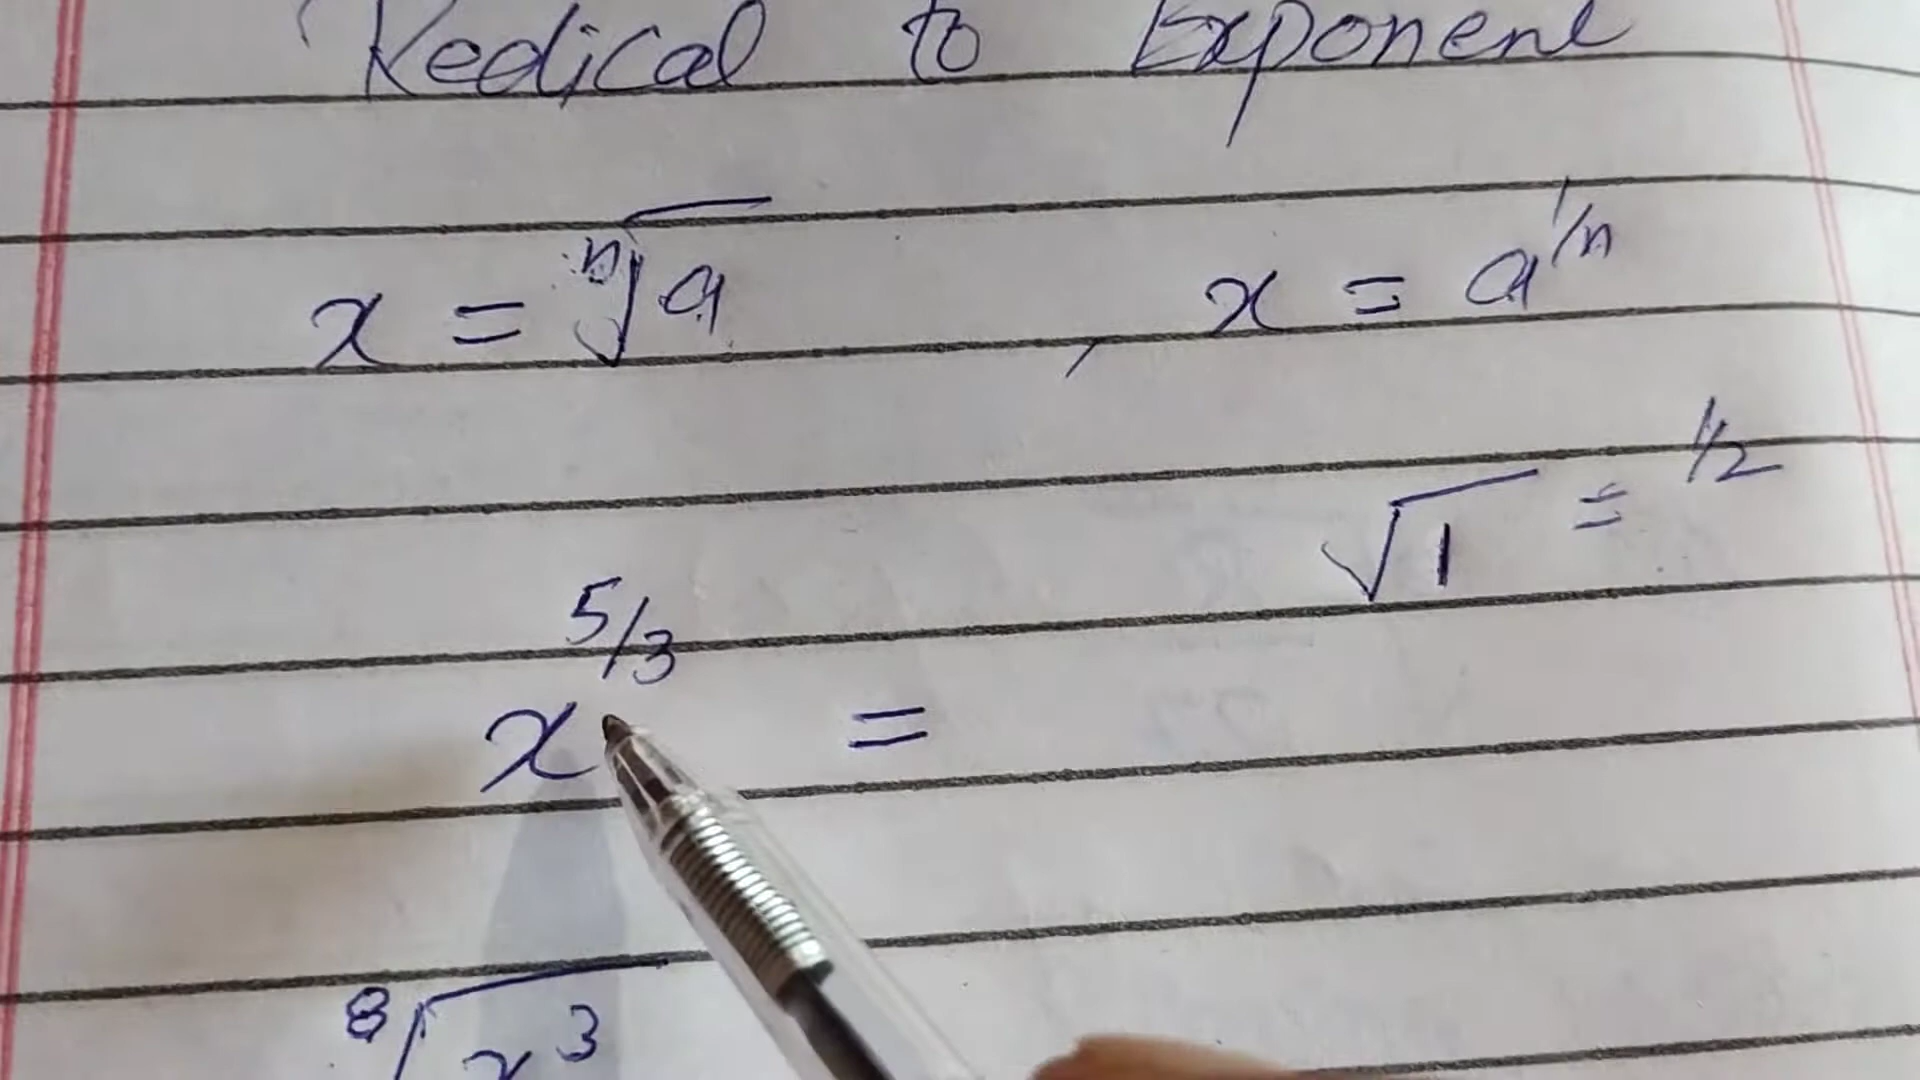 Redical to Exponent
x = ⁿ√a , x = a^1/n
√1 = ^1/2
x^5/3 =
⁸√x³